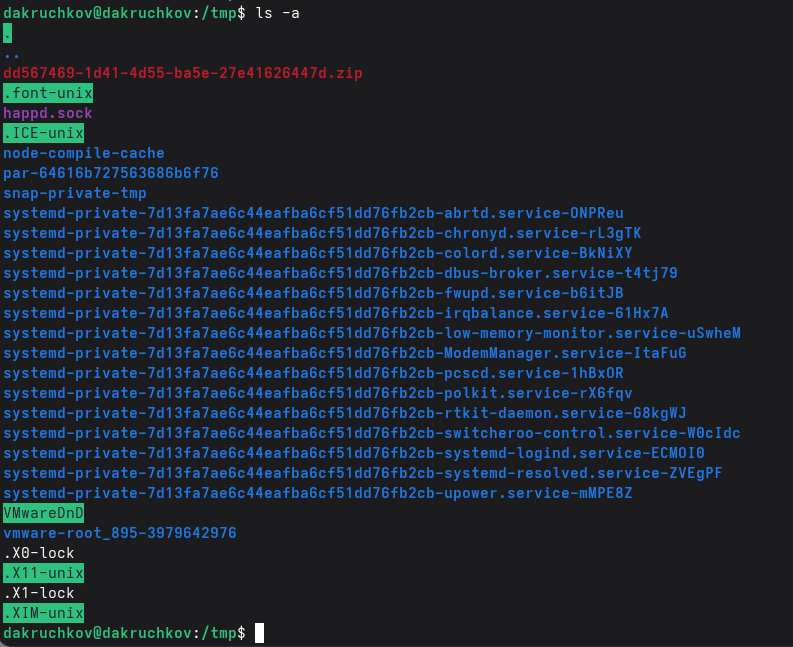 dakruchkov@dakruchkov:/tmp$ ls -a
.
..
dd567469-1d41-4d55-ba5e-27e41626447d.zip
.font-unix
happd.sock
.ICE-unix
node-compile-cache
par-64616b727563686b6f76
snap-private-tmp
systemd-private-7d13fa7ae6c44eafba6cf51dd76fb2cb-abrtd.service-ONPReu
systemd-private-7d13fa7ae6c44eafba6cf51dd76fb2cb-chronyd.service-rL3gTK
systemd-private-7d13fa7ae6c44eafba6cf51dd76fb2cb-colord.service-BkNiXY
systemd-private-7d13fa7ae6c44eafba6cf51dd76fb2cb-dbus-broker.service-t4tj79
systemd-private-7d13fa7ae6c44eafba6cf51dd76fb2cb-fwupd.service-b6itJB
systemd-private-7d13fa7ae6c44eafba6cf51dd76fb2cb-irqbalance.service-61Hx7A
systemd-private-7d13fa7ae6c44eafba6cf51dd76fb2cb-low-memory-monitor.service-uSwheM
systemd-private-7d13fa7ae6c44eafba6cf51dd76fb2cb-ModemManager.service-ItaFuG
systemd-private-7d13fa7ae6c44eafba6cf51dd76fb2cb-pcscd.service-1hBxOR
systemd-private-7d13fa7ae6c44eafba6cf51dd76fb2cb-polkit.service-rX6fqv
systemd-private-7d13fa7ae6c44eafba6cf51dd76fb2cb-rtkit-daemon.service-G8kgWJ
systemd-private-7d13fa7ae6c44eafba6cf51dd76fb2cb-switcheroo-control.service-W0cIdc
systemd-private-7d13fa7ae6c44eafba6cf51dd76fb2cb-systemd-logind.service-ECMOI0
systemd-private-7d13fa7ae6c44eafba6cf51dd76fb2cb-systemd-resolved.service-ZVEgPF
systemd-private-7d13fa7ae6c44eafba6cf51dd76fb2cb-upower.service-mMPE8Z
VMwareDnD
vmware-root_895-3979642976
.X0-lock
.X11-unix
.X1-lock
.XIM-unix
dakruchkov@dakruchkov:/tmp$